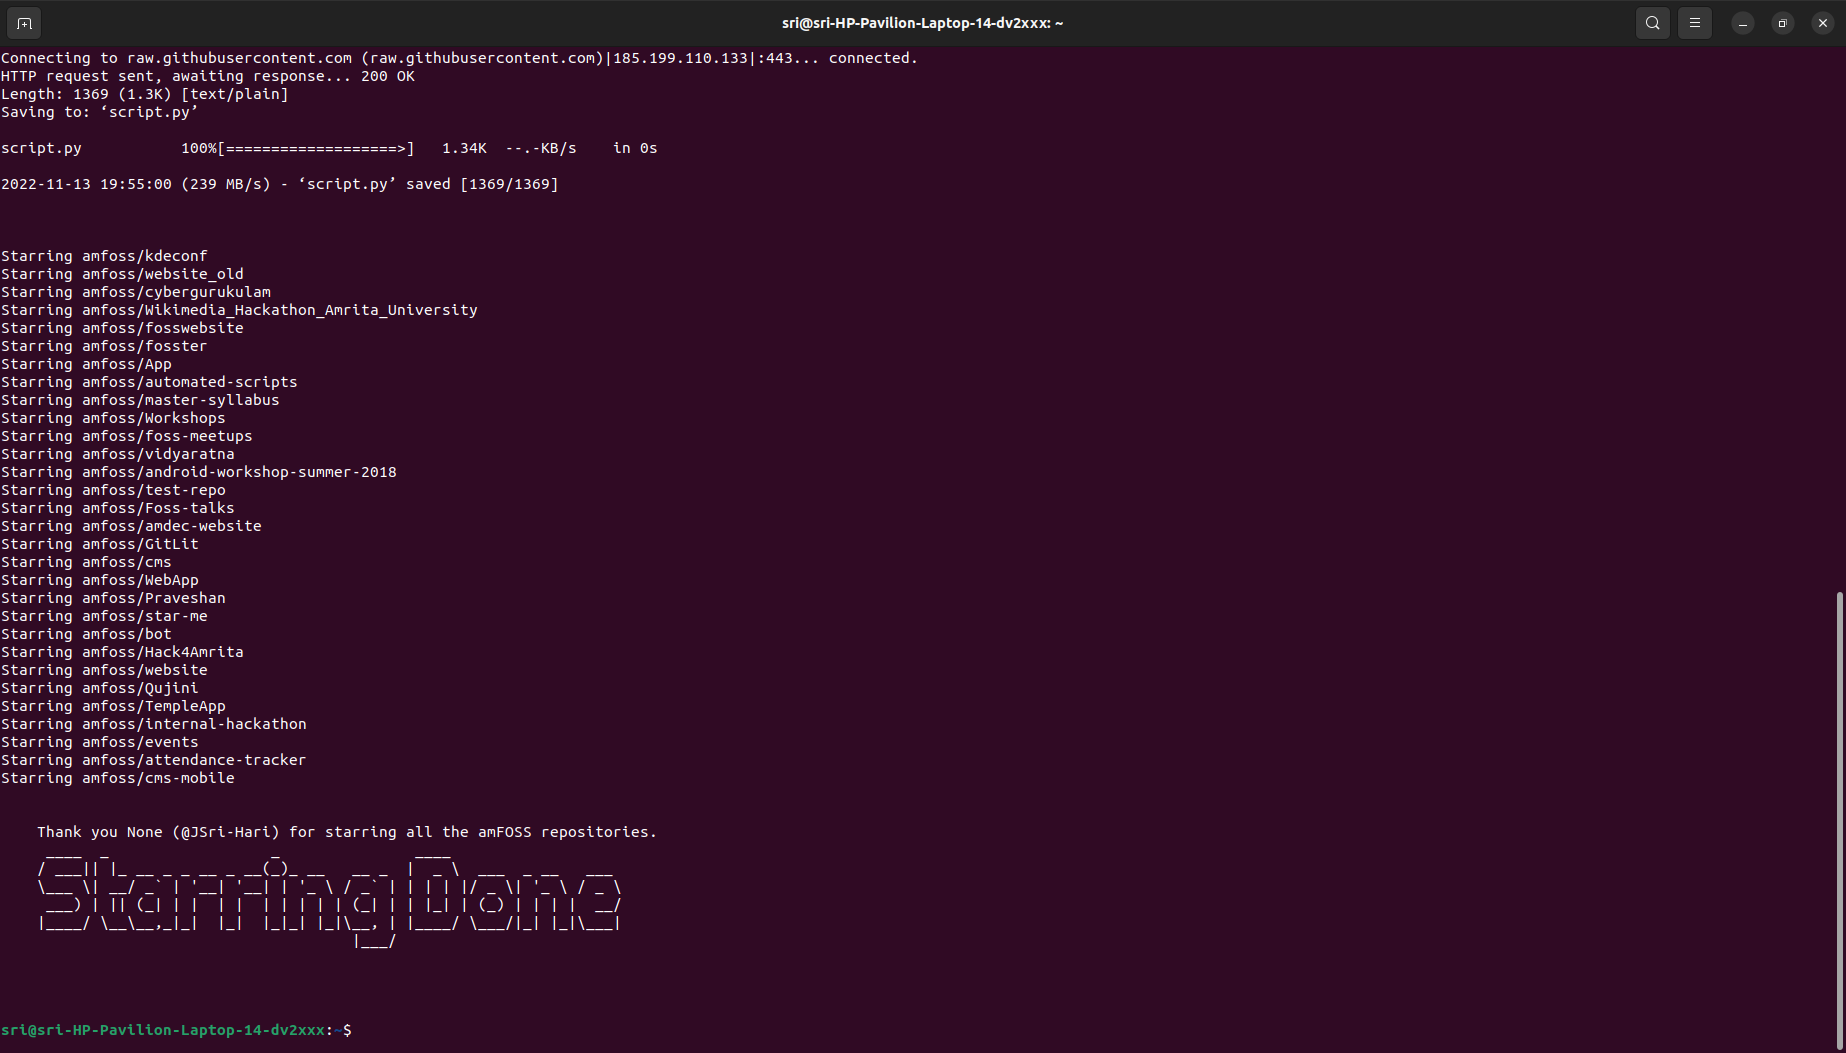 sri@sri-HP-Pavilion-Laptop-14-dv2xxx: ~
Connecting to raw.githubusercontent.com (raw.githubusercontent.com)|185.199.110.133|:443... connected.
HTTP request sent, awaiting response... 200 OK
Length: 1369 (1.3K) [text/plain]
Saving to: ‘script.py’
script.py           100%[===================>]   1.34K  --.-KB/s    in 0s
2022-11-13 19:55:00 (239 MB/s) - ‘script.py’ saved [1369/1369]
Starring amfoss/kdeconf
Starring amfoss/website_old
Starring amfoss/cybergurukulam
Starring amfoss/Wikimedia_Hackathon_Amrita_University
Starring amfoss/fosswebsite
Starring amfoss/fosster
Starring amfoss/App
Starring amfoss/automated-scripts
Starring amfoss/master-syllabus
Starring amfoss/Workshops
Starring amfoss/foss-meetups
Starring amfoss/vidyaratna
Starring amfoss/android-workshop-summer-2018
Starring amfoss/test-repo
Starring amfoss/Foss-talks
Starring amfoss/amdec-website
Starring amfoss/GitLit
Starring amfoss/cms
Starring amfoss/WebApp
Starring amfoss/Praveshan
Starring amfoss/star-me
Starring amfoss/bot
Starring amfoss/Hack4Amrita
Starring amfoss/website
Starring amfoss/Qujini
Starring amfoss/TempleApp
Starring amfoss/internal-hackathon
Starring amfoss/events
Starring amfoss/attendance-tracker
Starring amfoss/cms-mobile
Thank you None (@JSri-Hari) for starring all the amFOSS repositories.
StarringDone
sri@sri-HP-Pavilion-Laptop-14-dv2xxx:~$